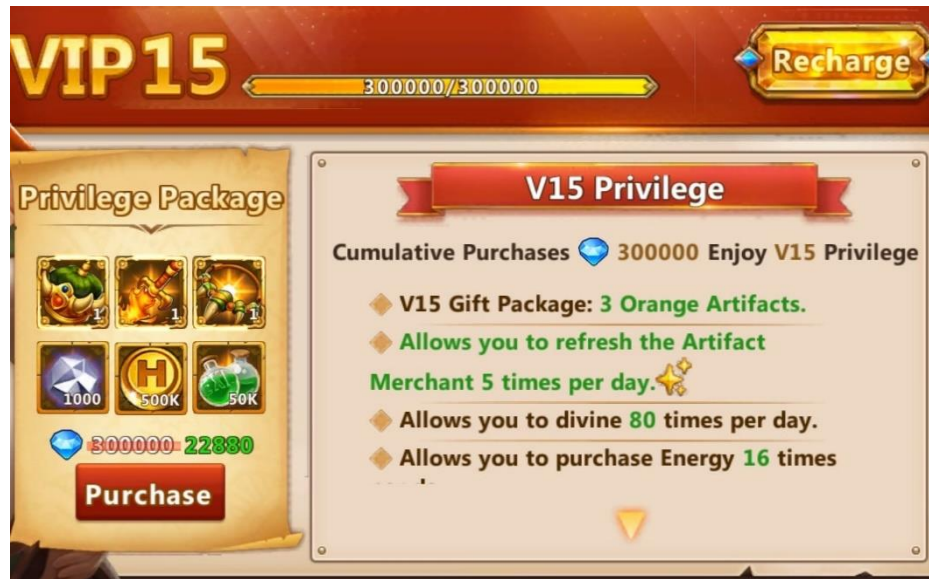 VIP15
300000/300000
Recharge
Privilege Package
1
1
1
1000
500K
50K
300000 22880
Purchase
V15 Privilege
Cumulative Purchases 300000 Enjoy V15 Privilege
V15 Gift Package: 3 Orange Artifacts.
Allows you to refresh the Artifact
Merchant 5 times per day.
Allows you to divine 80 times per day.
Allows you to purchase Energy 16 times